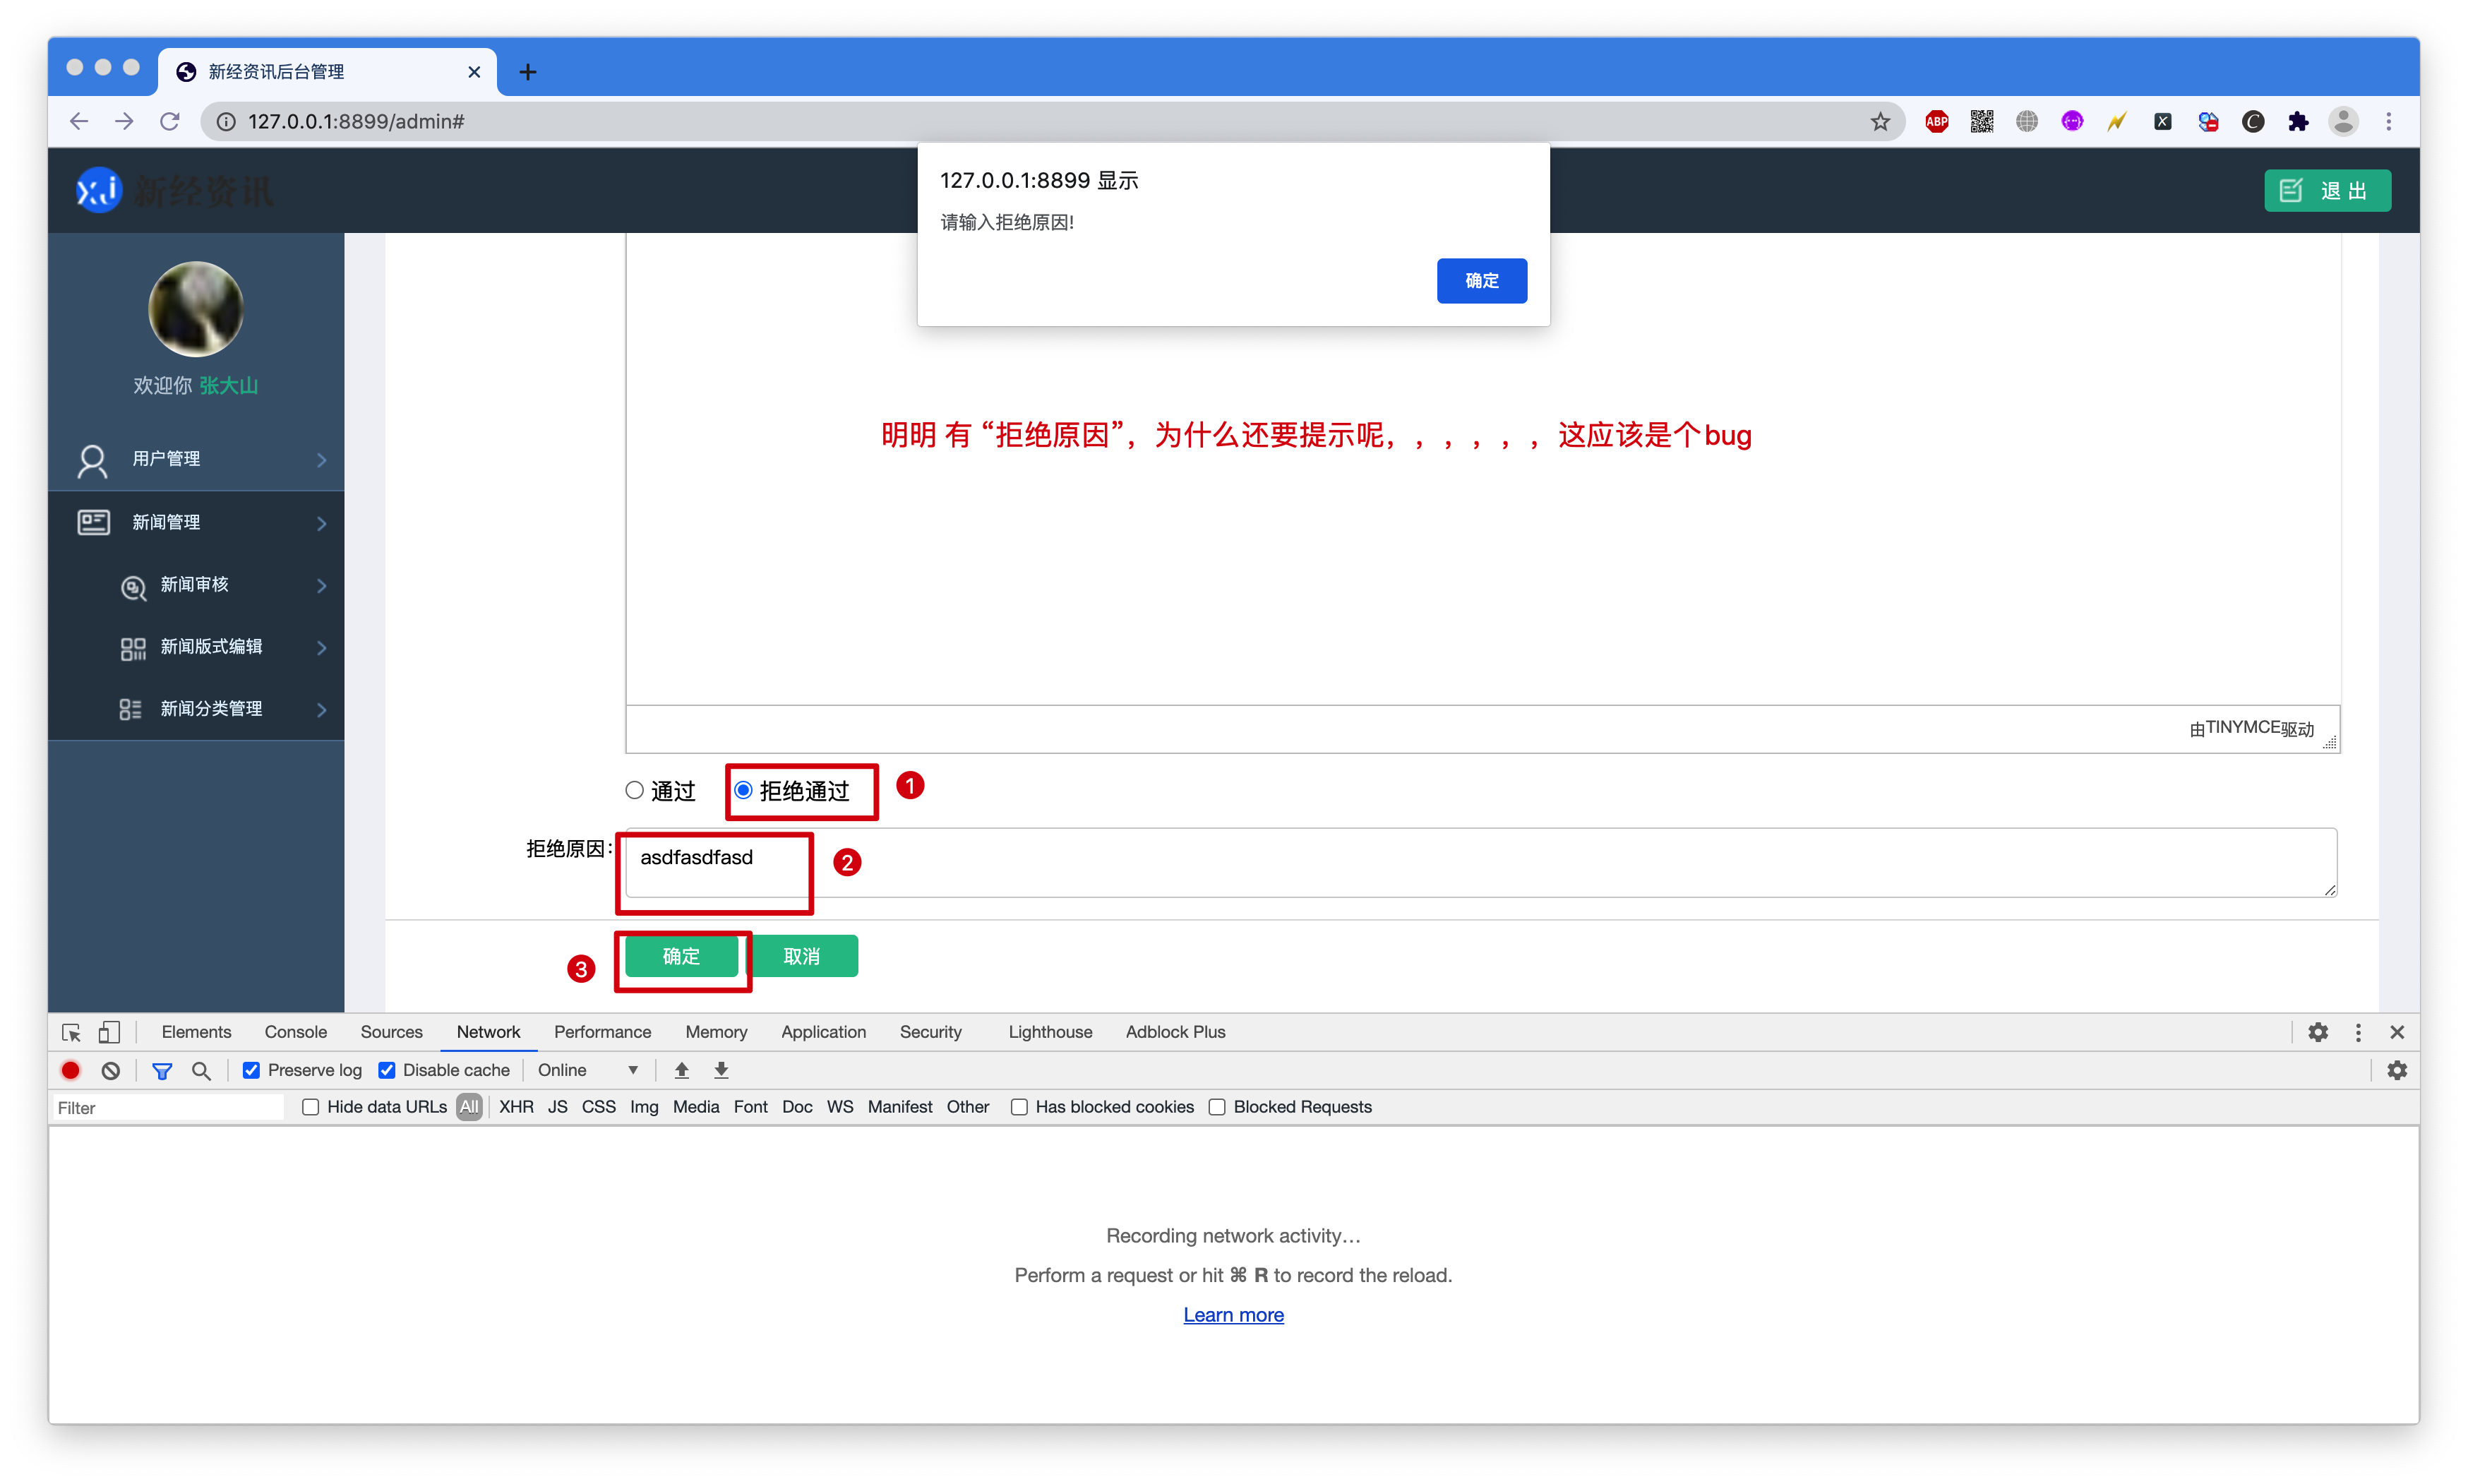 新经资讯后台管理
127.0.0.1:8899/admin#
ABP
新经资讯
127.0.0.1:8899 显示
请输入拒绝原因!
确定
退 出
欢迎你 张大山
用户管理
新闻管理
新闻审核
新闻版式编辑
新闻分类管理
明明 有 “拒绝原因”，为什么还要提示呢，，，，，，这应该是个bug
由TINYMCE驱动
通过 拒绝通过 1
拒绝原因: asdfasdfasd 2
3 确定 取消
Elements Console Sources Network Performance Memory Application Security Lighthouse Adblock Plus
Preserve log Disable cache Online
Filter Hide data URLs All XHR JS CSS Img Media Font Doc WS Manifest Other Has blocked cookies Blocked Requests
Recording network activity…
Perform a request or hit ⌘ R to record the reload.
Learn more